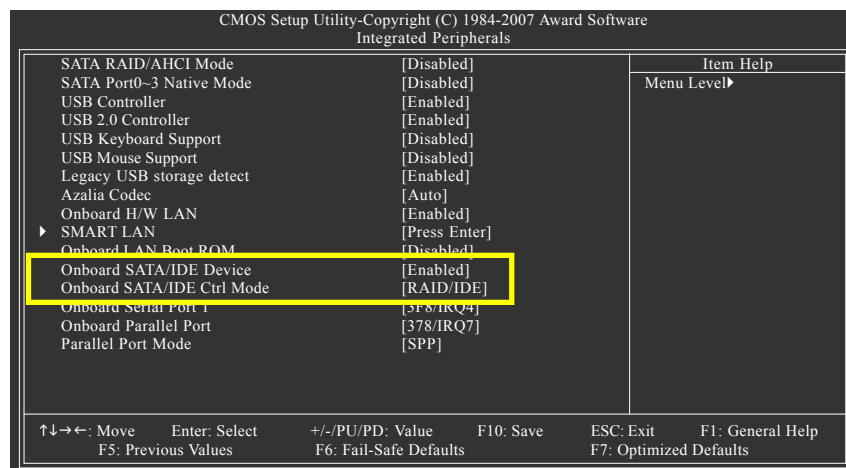 CMOS Setup Utility-Copyright (C) 1984-2007 Award Software
Integrated Peripherals
SATA RAID/AHCI Mode [Disabled] Item Help
SATA Port0~3 Native Mode [Disabled] Menu Level▶
USB Controller [Enabled]
USB 2.0 Controller [Enabled]
USB Keyboard Support [Disabled]
USB Mouse Support [Disabled]
Legacy USB storage detect [Enabled]
Azalia Codec [Auto]
Onboard H/W LAN [Enabled]
▶ SMART LAN [Press Enter]
Onboard LAN Boot ROM [Disabled]
Onboard SATA/IDE Device [Enabled]
Onboard SATA/IDE Ctrl Mode [RAID/IDE]
Onboard Serial Port 1 [3F8/IRQ4]
Onboard Parallel Port [378/IRQ7]
Parallel Port Mode [SPP]
↑↓→←: Move Enter: Select +/-/PU/PD: Value F10: Save ESC: Exit F1: General Help
F5: Previous Values F6: Fail-Safe Defaults F7: Optimized Defaults